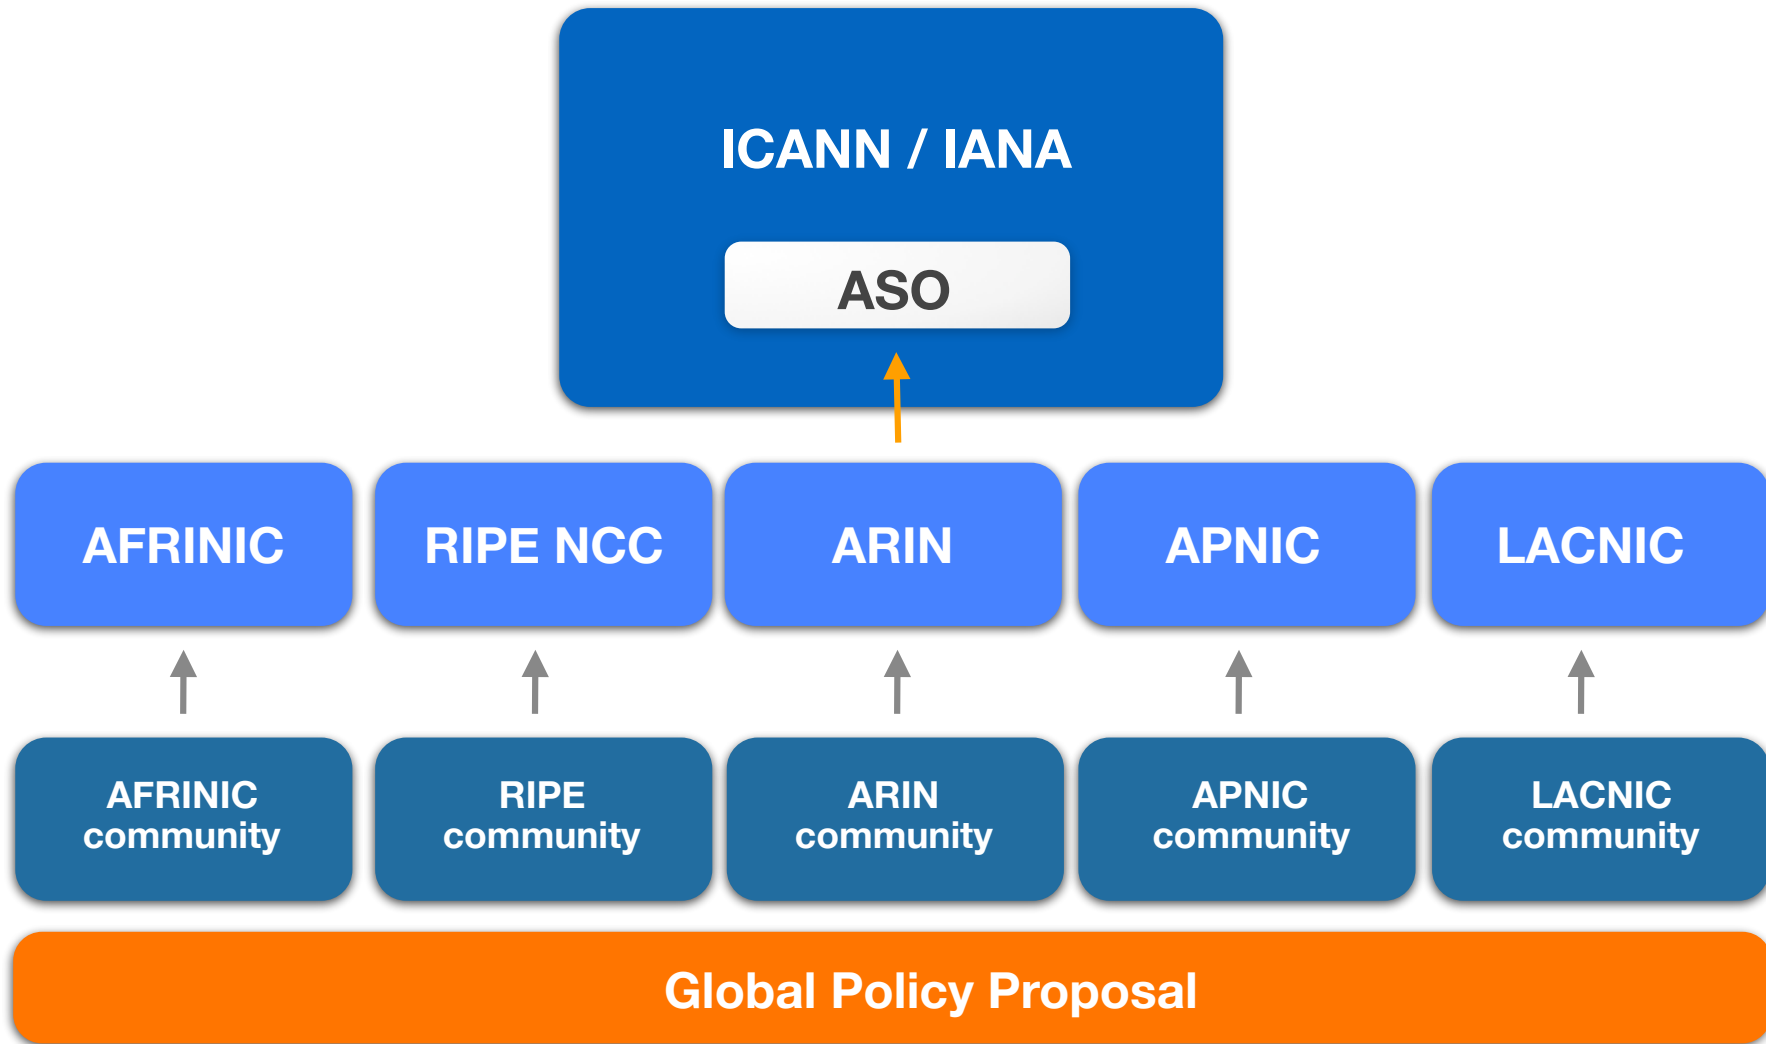 ICANN / IANA
ASO
AFRINIC
RIPE NCC
ARIN
APNIC
LACNIC
AFRINIC
community
RIPE
community
ARIN
community
APNIC
community
LACNIC
community
Global Policy Proposal